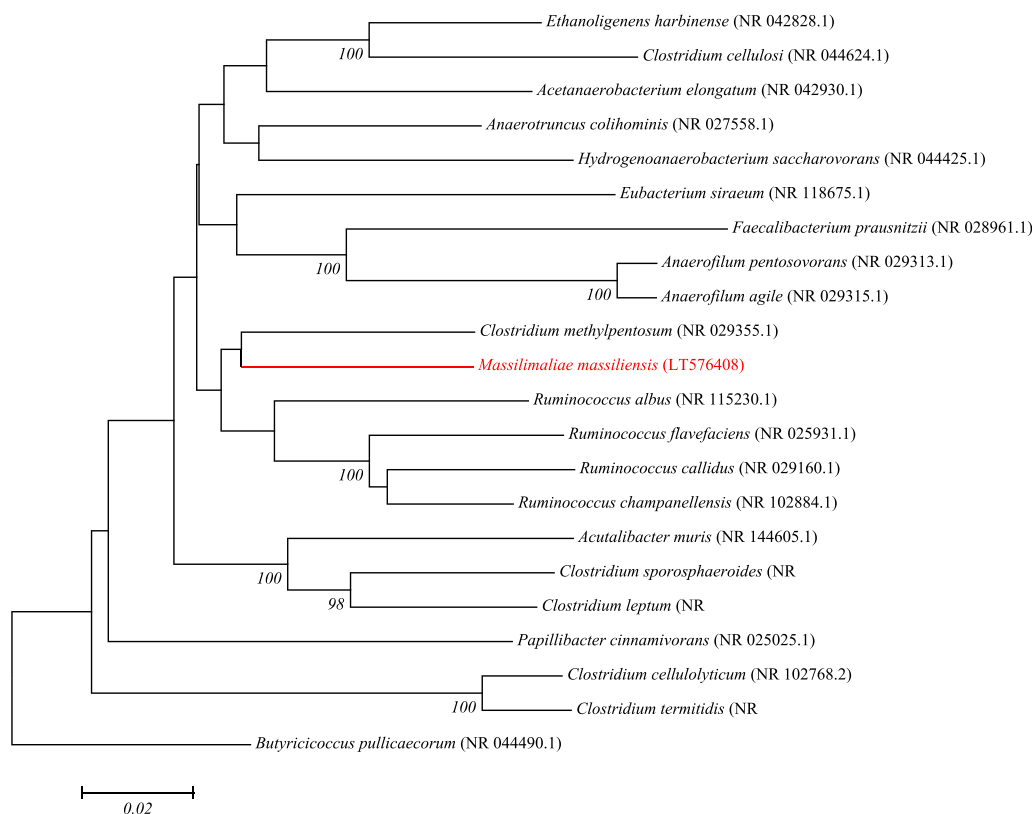 Ethanoligenens harbinense (NR 042828.1)
100
Clostridium cellulosi (NR 044624.1)
Acetanaerobacterium elongatum (NR 042930.1)
Anaerotruncus colihominis (NR 027558.1)
Hydrogenoanaerobacterium saccharovorans (NR 044425.1)
Eubacterium siraeum (NR 118675.1)
Faecalibacterium prausnitzii (NR 028961.1)
100
Anaerofilum pentosovorans (NR 029313.1)
100
Anaerofilum agile (NR 029315.1)
Clostridium methylpentosum (NR 029355.1)
Massilimaliae massiliensis (LT576408)
Ruminococcus albus (NR 115230.1)
Ruminococcus flavefaciens (NR 025931.1)
100
Ruminococcus callidus (NR 029160.1)
Ruminococcus champanellensis (NR 102884.1)
Acutalibacter muris (NR 144605.1)
100
Clostridium sporosphaeroides (NR
98
Clostridium leptum (NR
Papillibacter cinnamivorans (NR 025025.1)
Clostridium cellulolyticum (NR 102768.2)
100
Clostridium termitidis (NR
Butyricicoccus pullicaecorum (NR 044490.1)
0.02